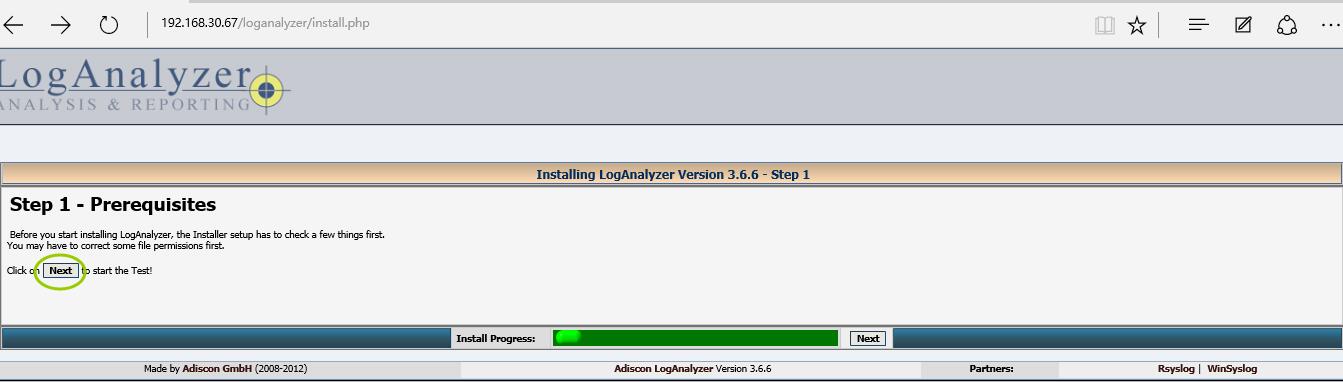 192.168.30.67/loganalyzer/install.php
LogAnalyzer
ANALYSIS & REPORTING
Installing LogAnalyzer Version 3.6.6 - Step 1
Step 1 - Prerequisites
Before you start installing LogAnalyzer, the Installer setup has to check a few things first.
You may have to correct some file permissions first.
Click on Next to start the Test!
Install Progress: Next
Made by Adiscon GmbH (2008-2012) Adiscon LogAnalyzer Version 3.6.6 Partners: Rsyslog | WinSyslog